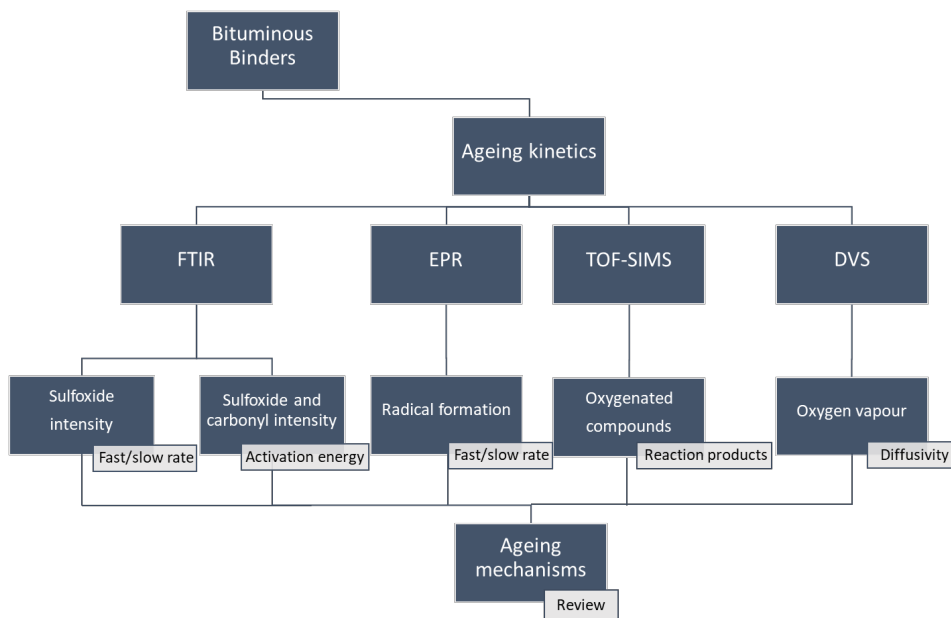 Bituminous
Binders
Ageing kinetics
FTIR
EPR
TOF-SIMS
DVS
Sulfoxide
intensity
Fast/slow rate
Sulfoxide and
carbonyl intensity
Activation energy
Radical formation
Fast/slow rate
Oxygenated
compounds
Reaction products
Oxygen vapour
Diffusivity
Ageing
mechanisms
Review